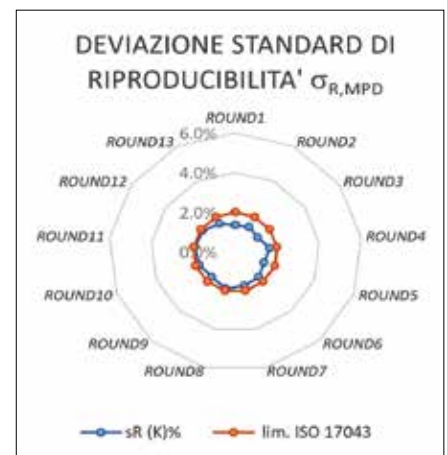 DEVIAZIONE STANDARD DI
RIPRODUCIBILITA' σR,MPD
ROUND1
ROUND2
ROUND3
ROUND4
ROUND5
ROUND6
ROUND7
ROUND8
ROUND9
ROUND10
ROUND11
ROUND12
ROUND13
6.0%
4.0%
2.0%
0.0%
sR (K)%
lim. ISO 17043